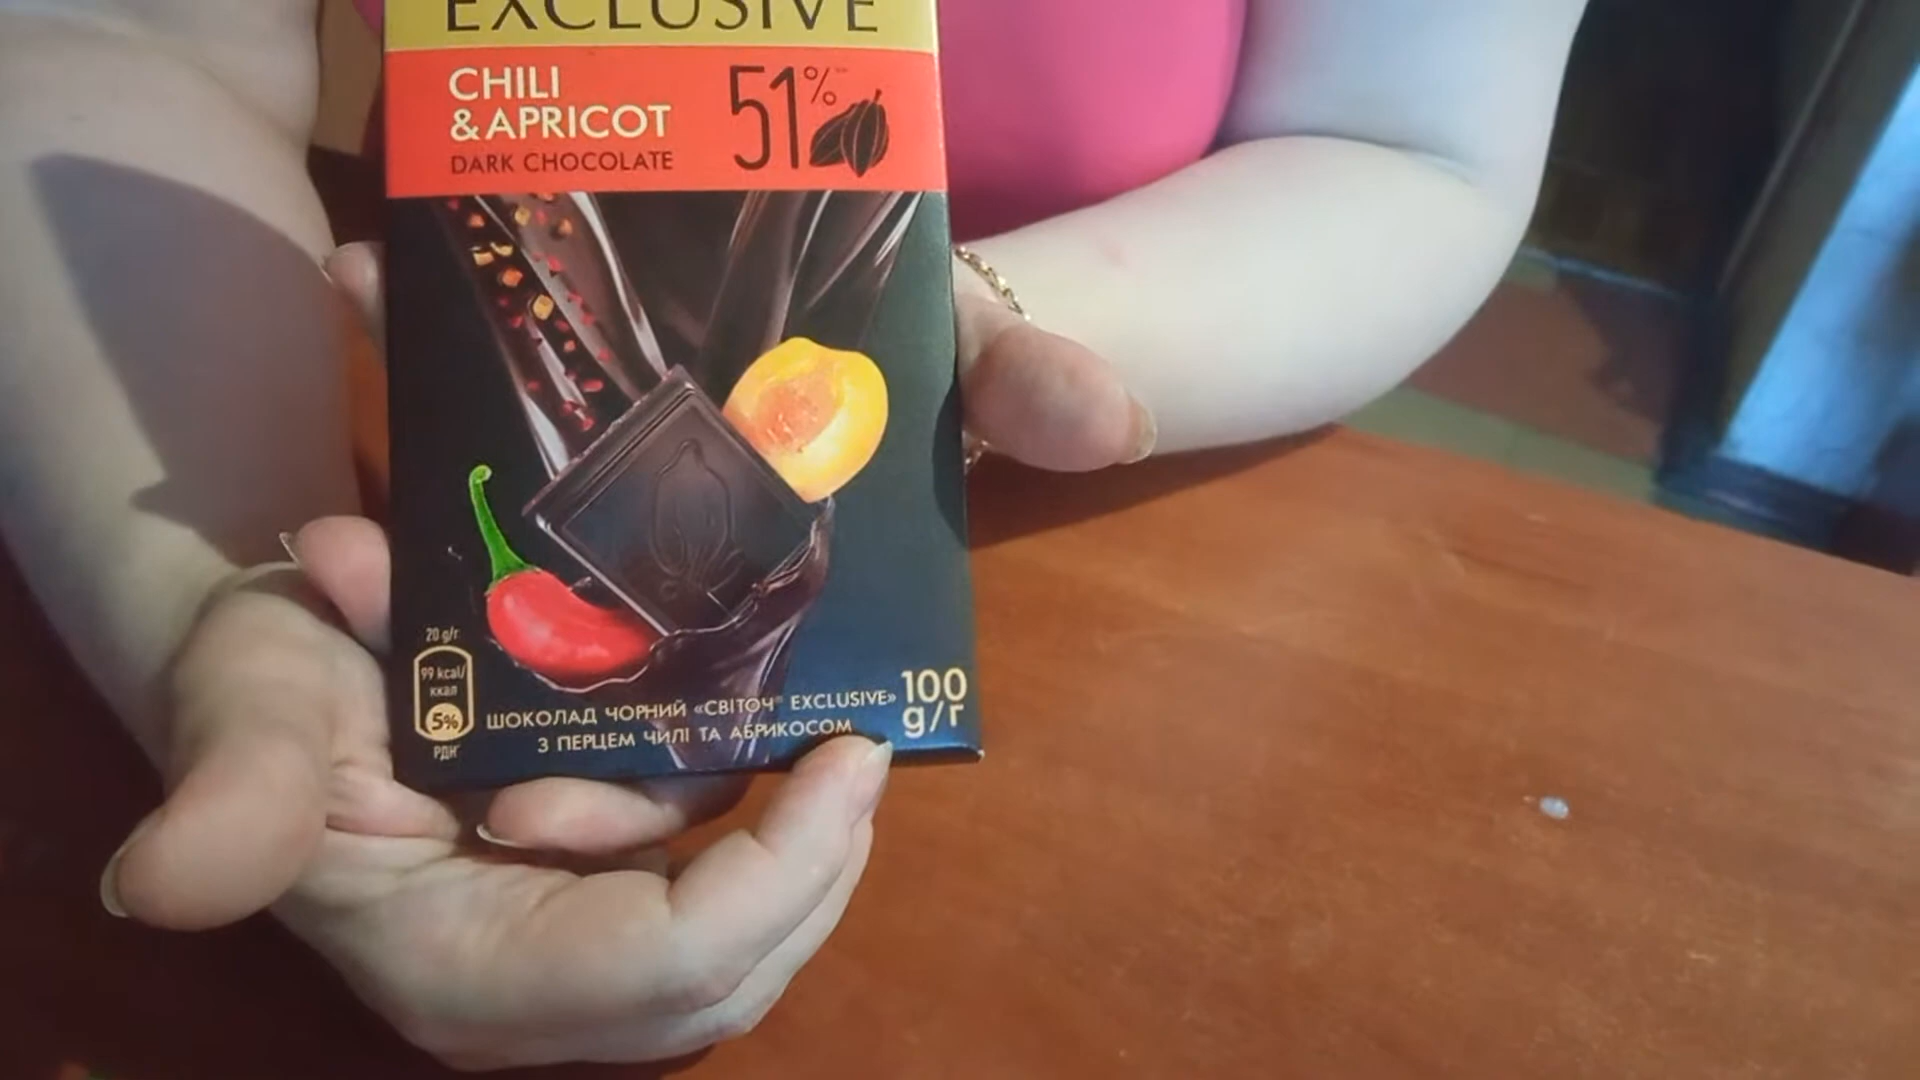 EXCLUSIVE
CHILI
& APRICOT
DARK CHOCOLATE
51%
20 g/г
99 kcal/
ккал
5%
РДН*
ШОКОЛАД ЧОРНИЙ «СВІТОЧ® EXCLUSIVE»
З ПЕРЦЕМ ЧИЛІ ТА АБРИКОСОМ
100
g/г